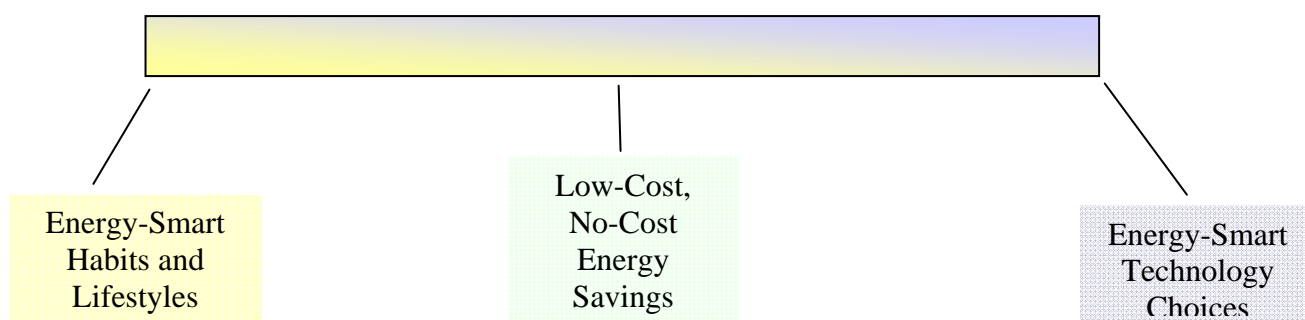 Energy-Smart
Habits and
Lifestyles
Low-Cost,
No-Cost
Energy
Savings
Energy-Smart
Technology
Choices